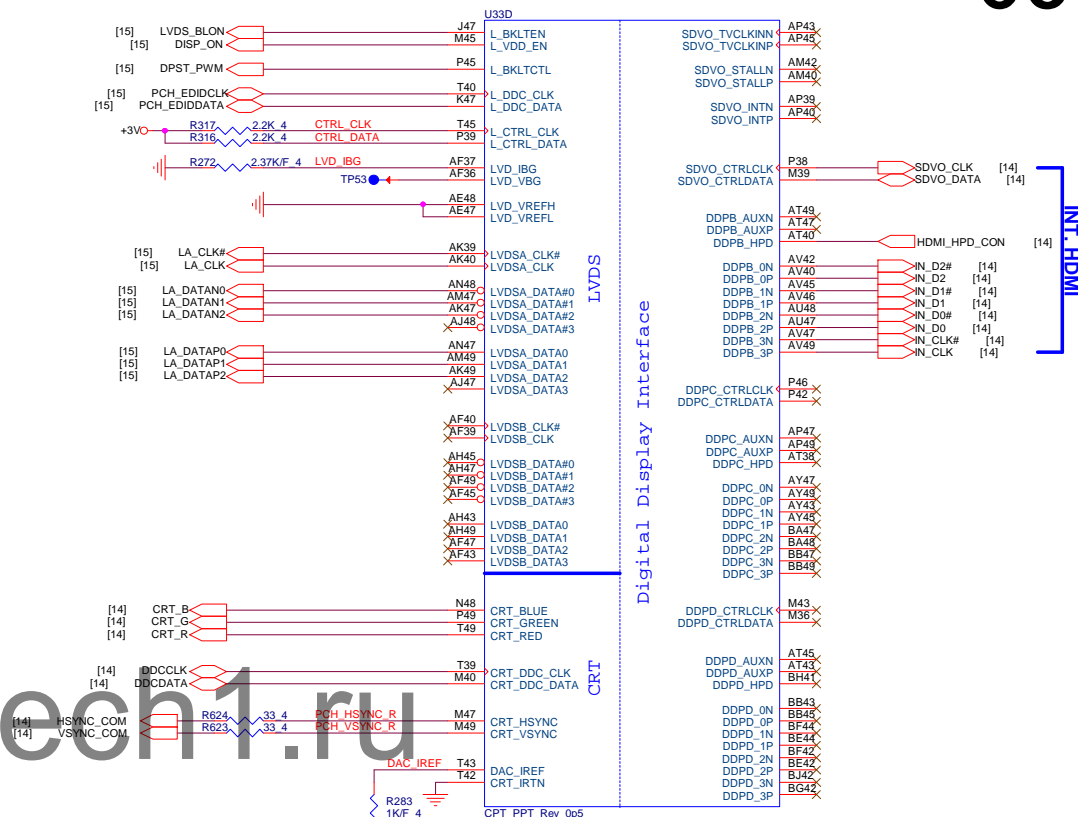 U33D
[15] LVDS_BLON J47 L_BKLTEN SDVO_TVCLKINN AP43
[15] DISP_ON M45 L_VDD_EN SDVO_TVCLKINP AP45
[15] DPST_PWM P45 L_BKLTCTL SDVO_STALLN AM42
SDVO_STALLP AM40
[15] PCH_EDIDCLK T40 L_DDC_CLK
[15] PCH_EDIDDATA K47 L_DDC_DATA SDVO_INTN AP39
SDVO_INTP AP40
+3V R317 2.2K_4 CTRL_CLK T45 L_CTRL_CLK
R316 2.2K_4 CTRL_DATA P39 L_CTRL_DATA
R272 2.37K/F_4 LVD_IBG AF37 LVD_IBG SDVO_CTRLCLK P38 SDVO_CLK [14]
TP53 AF36 LVD_VBG SDVO_CTRLDATA M39 SDVO_DATA [14]
AE48 LVD_VREFH
AE47 LVD_VREFL DDPB_AUXN AT49
DDPB_AUXP AT47
DDPB_HPD AT40 HDMI_HPD_CON [14]
INT. HDMI
[15] LA_CLK# AK39 LVDSA_CLK#
[15] LA_CLK AK40 LVDSA_CLK DDPB_0N AV42 IN_D2# [14]
DDPB_0P AV40 IN_D2 [14]
[15] LA_DATAN0 AN48 LVDSA_DATA#0 DDPB_1N AV45 IN_D1# [14]
[15] LA_DATAN1 AM47 LVDSA_DATA#1 DDPB_1P AV46 IN_D1 [14]
[15] LA_DATAN2 AK47 LVDSA_DATA#2 DDPB_2N AU48 IN_D0# [14]
AJ48 LVDSA_DATA#3 DDPB_2P AU47 IN_D0 [14]
DDPB_3N AV47 IN_CLK# [14]
[15] LA_DATAP0 AN47 LVDSA_DATA0 DDPB_3P AV49 IN_CLK [14]
[15] LA_DATAP1 AM49 LVDSA_DATA1
[15] LA_DATAP2 AK49 LVDSA_DATA2
AJ47 LVDSA_DATA3 DDPC_CTRLCLK P46
DDPC_CTRLDATA P42
LVDS
Digital Display Interface
AF40 LVDSB_CLK#
AF39 LVDSB_CLK DDPC_AUXN AP47
DDPC_AUXP AP49
AH45 LVDSB_DATA#0 DDPC_HPD AT38
AH47 LVDSB_DATA#1
AF49 LVDSB_DATA#2 DDPC_0N AY47
AF45 LVDSB_DATA#3 DDPC_0P AY49
DDPC_1N AY43
AH43 LVDSB_DATA0 DDPC_1P AY45
AH49 LVDSB_DATA1 DDPC_2N BA47
AF47 LVDSB_DATA2 DDPC_2P BA48
AF43 LVDSB_DATA3 DDPC_3N BB47
DDPC_3P BB49
[14] CRT_B N48 CRT_BLUE DDPD_CTRLCLK M43
[14] CRT_G P49 CRT_GREEN DDPD_CTRLDATA M36
[14] CRT_R T49 CRT_RED
DDPD_AUXN AT45
[14] DDCCLK T39 CRT_DDC_CLK DDPD_AUXP AT43
[14] DDCDATA M40 CRT_DDC_DATA DDPD_HPD BH41
CRT
ech1.ru
DDPD_0N BB43
[14] HSYNC_COM R624 33_4 PCH_HSYNC_R M47 CRT_HSYNC DDPD_0P BB45
[14] VSYNC_COM R623 33_4 PCH_VSYNC_R M49 CRT_VSYNC DDPD_1N BF44
DDPD_1P BE44
DDPD_2N BF42
DAC_IREF T43 DAC_IREF DDPD_2P BE42
T42 CRT_IRTN DDPD_3N BJ42
DDPD_3P BG42
R283
1K/F_4
CPT_PPT_Rev_0p5